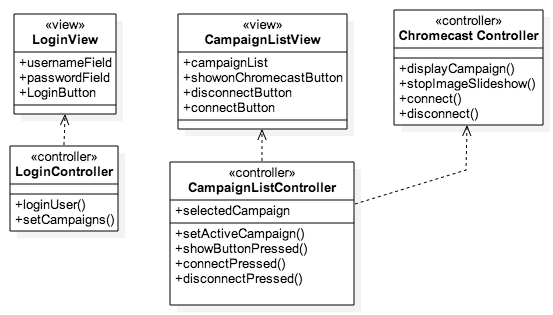 «view»
LoginView
+usernameField
+passwordField
+LoginButton
«view»
CampaignListView
+campaignList
+showonChromecastButton
+disconnectButton
+connectButton
«controller»
Chromecast Controller
+displayCampaign()
+stopImageSlideshow()
+connect()
+disconnect()
«controller»
LoginController
+loginUser()
+setCampaigns()
«controller»
CampaignListController
+selectedCampaign
+setActiveCampaign()
+showButtonPressed()
+connectPressed()
+disconnectPressed()